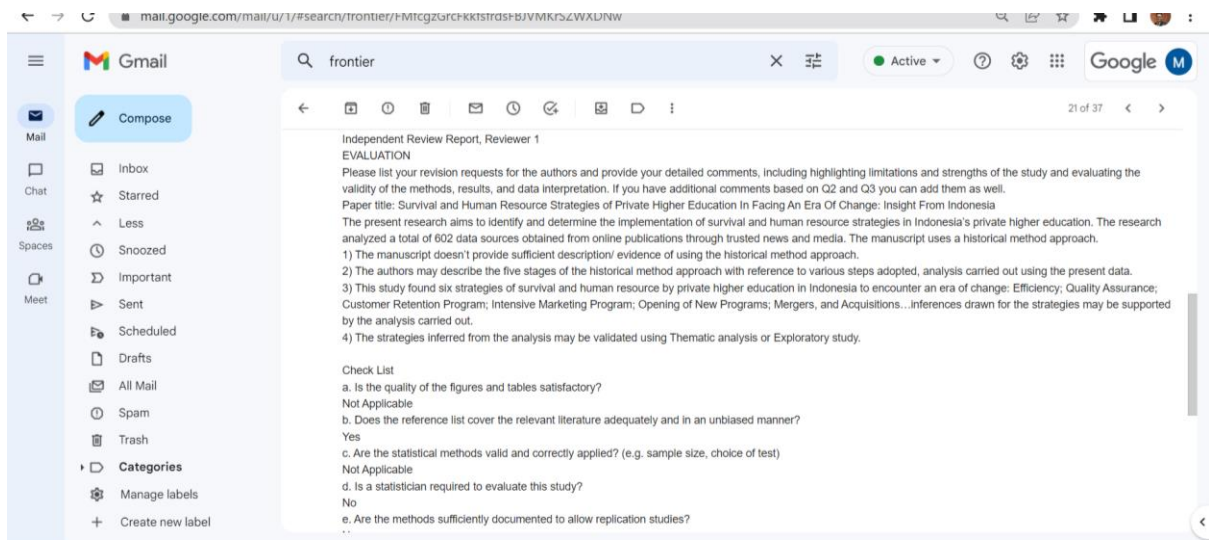 mail.google.com/mail/u/1/#search/frontier/FMfcgzGrcFkkfsfrdsFBJVMKrSZWXDNw
Gmail
frontier
Active
Google M
Mail
Compose
21 of 37
Independent Review Report, Reviewer 1
EVALUATION
Please list your revision requests for the authors and provide your detailed comments, including highlighting limitations and strengths of the study and evaluating the
validity of the methods, results, and data interpretation. If you have additional comments based on Q2 and Q3 you can add them as well.
Paper title: Survival and Human Resource Strategies of Private Higher Education In Facing An Era Of Change: Insight From Indonesia
The present research aims to identify and determine the implementation of survival and human resource strategies in Indonesia's private higher education. The research
analyzed a total of 602 data sources obtained from online publications through trusted news and media. The manuscript uses a historical method approach.
1) The manuscript doesn't provide sufficient description/ evidence of using the historical method approach.
2) The authors may describe the five stages of the historical method approach with reference to various steps adopted, analysis carried out using the present data.
3) This study found six strategies of survival and human resource by private higher education in Indonesia to encounter an era of change: Efficiency; Quality Assurance;
Customer Retention Program; Intensive Marketing Program; Opening of New Programs; Mergers, and Acquisitions…inferences drawn for the strategies may be supported
by the analysis carried out.
4) The strategies inferred from the analysis may be validated using Thematic analysis or Exploratory study.
Check List
a. Is the quality of the figures and tables satisfactory?
Not Applicable
b. Does the reference list cover the relevant literature adequately and in an unbiased manner?
Yes
c. Are the statistical methods valid and correctly applied? (e.g. sample size, choice of test)
Not Applicable
d. Is a statistician required to evaluate this study?
No
e. Are the methods sufficiently documented to allow replication studies?
Chat
Spaces
Meet
Inbox
Starred
Less
Snoozed
Important
Sent
Scheduled
Drafts
All Mail
Spam
Trash
Categories
Manage labels
Create new label